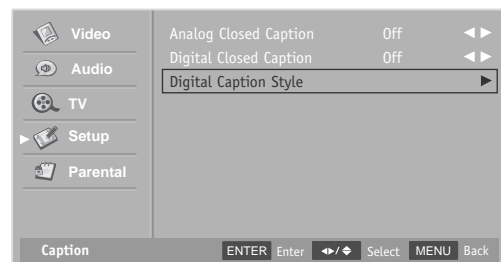 Video
Audio
TV
Setup
Parental
Analog Closed Caption Off
Digital Closed Caption Off
Digital Caption Style
Caption ENTER Enter Select MENU Back